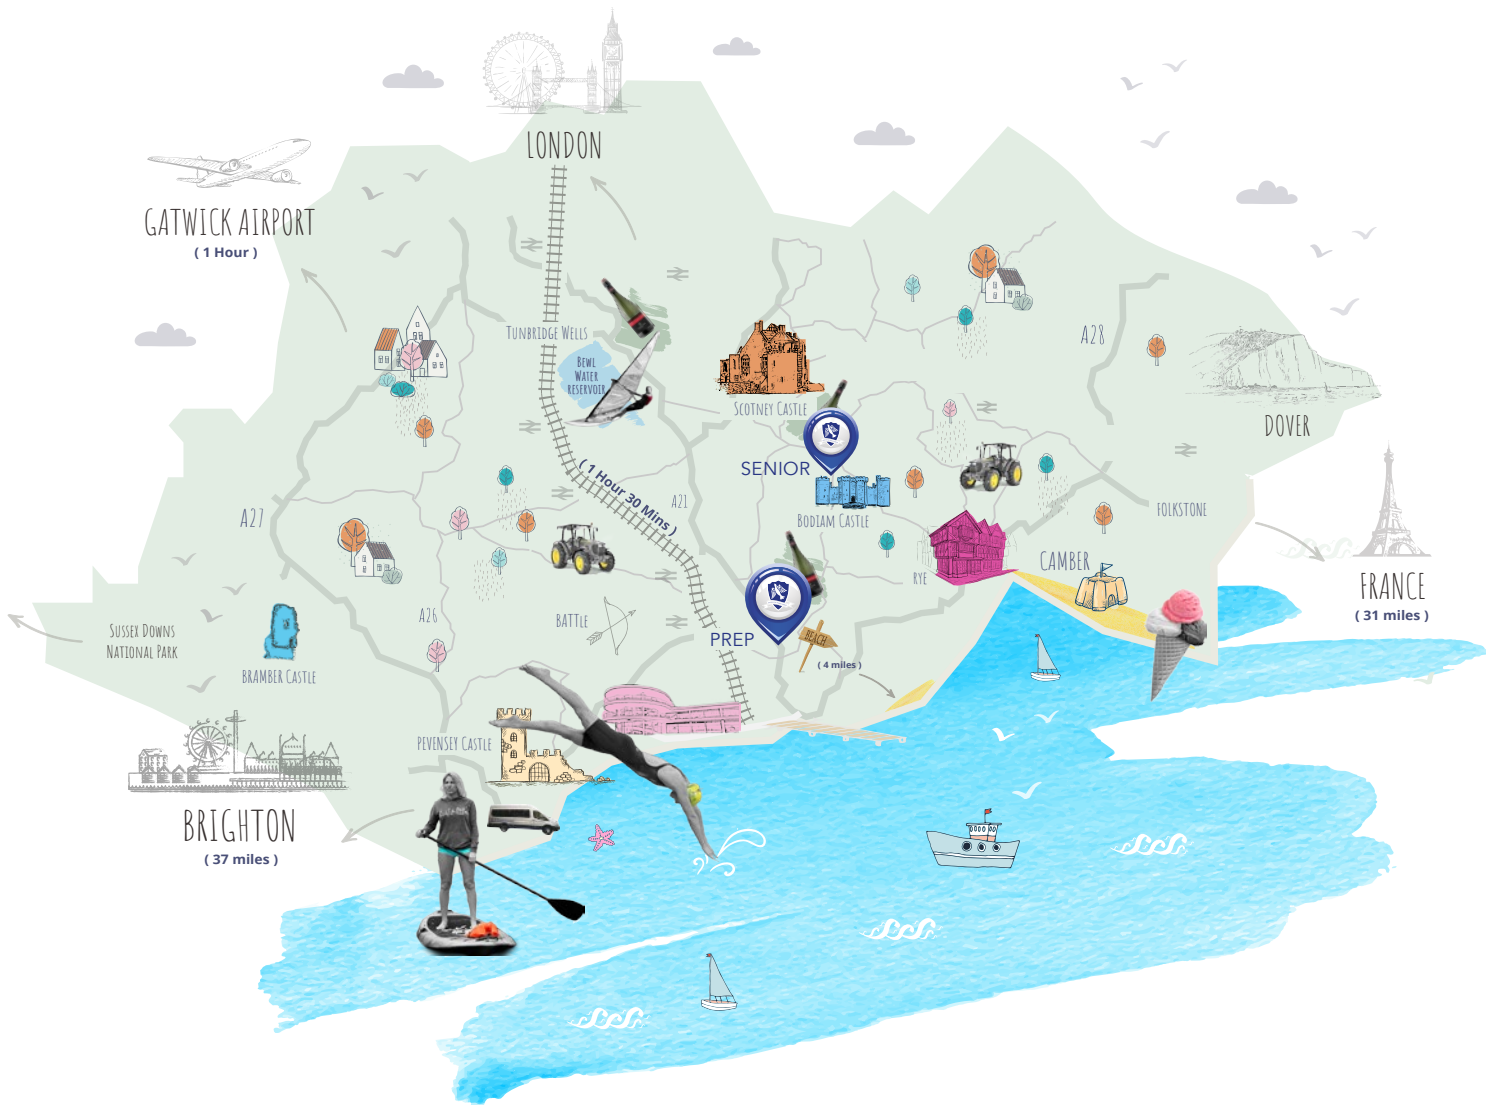 LONDON
GATWICK AIRPORT
( 1 Hour )
TUNBRIDGE WELLS
BEWL
WATER
RESERVOIR
A28
SCOTNEY CASTLE
DOVER
SENIOR
( 1 Hour 30 Mins )
A21
A27
BODIAM CASTLE
FOLKSTONE
CAMBER
RYE
FRANCE
( 31 miles )
A26
BATTLE
SUSSEX DOWNS
NATIONAL PARK
PREP
BEACH
( 4 miles )
BRAMBER CASTLE
PEVENSEY CASTLE
BRIGHTON
( 37 miles )